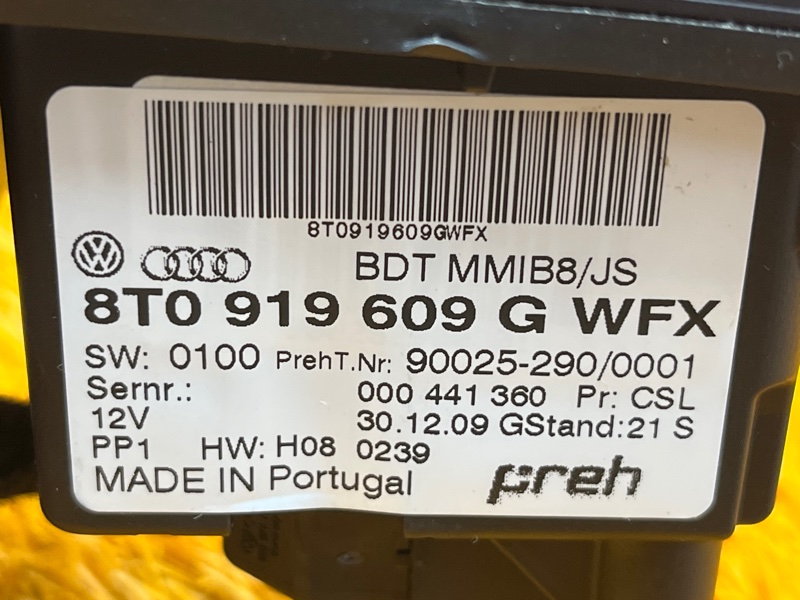 8T0919609GWFX
BDT MMIB8/JS
8T0 919 609 G WFX
SW: 0100 PrehT.Nr: 90025-290/0001
Sernr.: 000 441 360 Pr: CSL
12V 30.12.09 GStand:21 S
PP1 HW: H08 0239
MADE IN Portugal preh